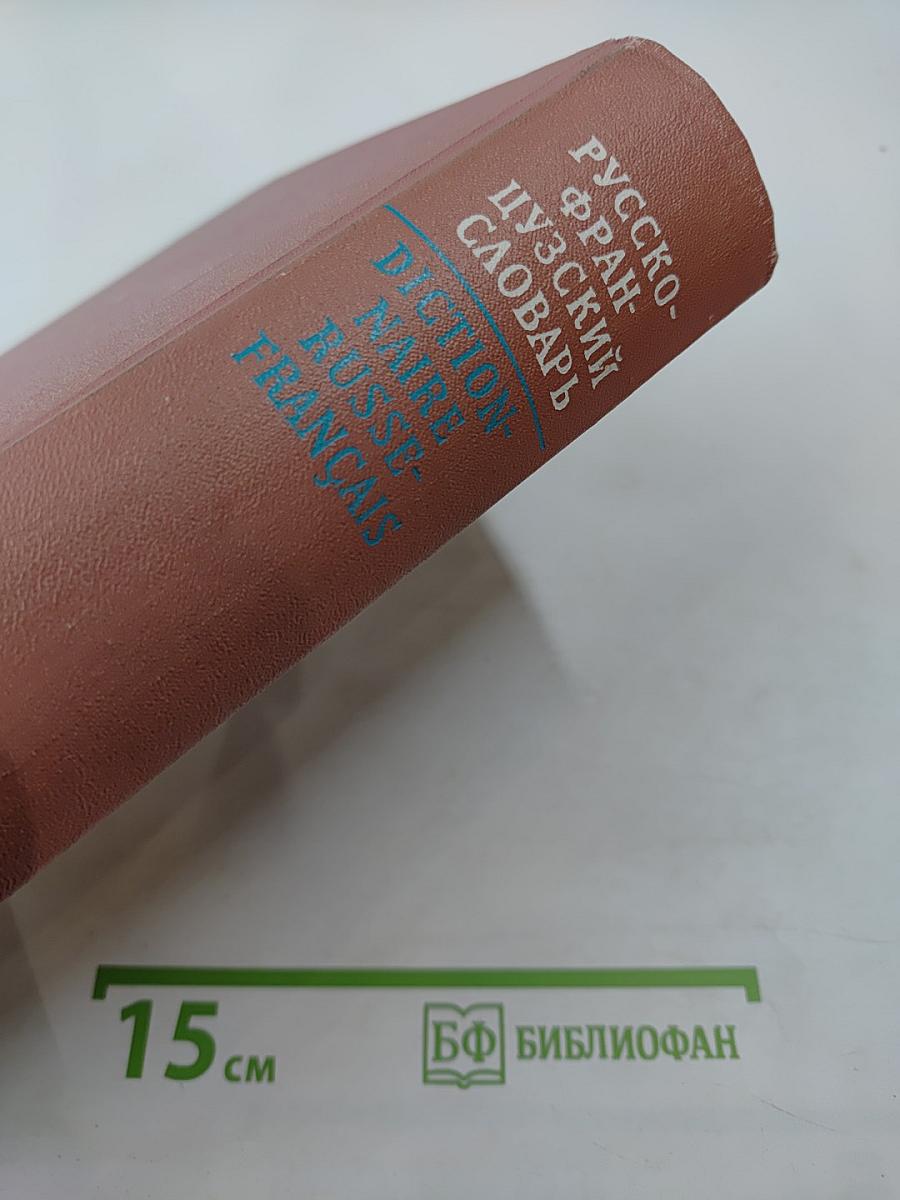 РУССКО-
ФРАН-
ЦУЗСКИЙ
СЛОВАРЬ
DICTION-
NAIRE
RUSSE-
FRANÇAIS
15 см
БФ БИБЛИОФАН